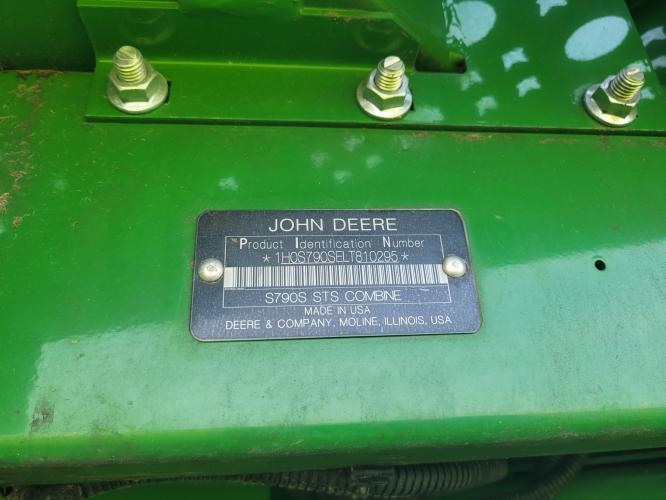 JOHN DEERE
Product Identification Number
*1H0S790SELT810295*
S790S STS COMBINE
MADE IN USA
DEERE & COMPANY, MOLINE, ILLINOIS, USA